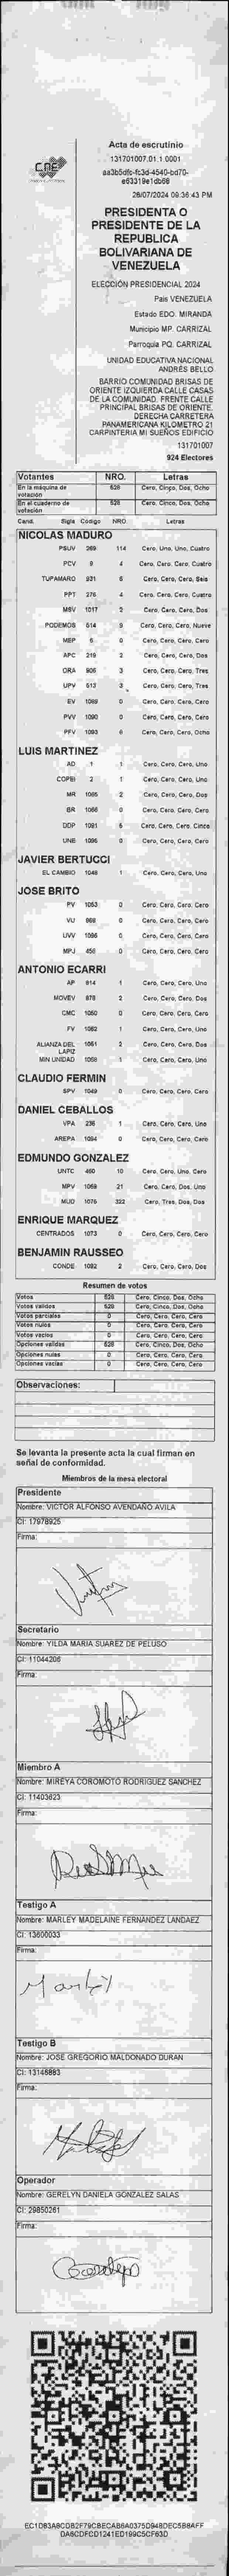 CNE
Acta de escrutinio
131701007.01.1.0001
28/07/2024 09:36:43 PM
PRESIDENTA O
PRESIDENTE DE LA
REPUBLICA
BOLIVARIANA DE
VENEZUELA
ELECCIÓN PRESIDENCIAL 2024
Pais VENEZUELA
Estado EDO. MIRANDA
Municipio MP. CARRIZAL
Parroquia PQ. CARRIZAL
UNIDAD EDUCATIVA NACIONAL
ANDRÉS BELLO
BARRIO COMUNIDAD BRISAS DE
ORIENTE IZQUIERDA CALLE CASAS
DE LA COMUNIDAD. FRENTE CALLE
PRINCIPAL BRISAS DE ORIENTE.
DERECHA CARRETERA
PANAMERICANA KILOMETRO 21
CARPINTERIA MI SUEÑOS EDIFICIO
131701007
924 Electores
Votantes NRO. Letras
En la máquina de votación 528 Cero, Cinco, Dos, Ocho
En el cuaderno de votación 528 Cero, Cinco, Dos, Ocho
Cand. Sigla Código NRO Letras
NICOLAS MADURO
PSUV 369 114 Cero, Uno, Uno, Cuatro
PCV 9 4 Cero, Cero, Cero, Cuatro
TUPAMARO 931 6 Cero, Cero, Cero, Seis
PPT 276 4 Cero, Cero, Cero, Cuatro
MSV 1017 2 Cero, Cero, Cero, Dos
PODEMOS 514 9 Cero, Cero, Cero, Nueve
MEP 6 0 Cero, Cero, Cero, Cero
APC 219 2 Cero, Cero, Cero, Dos
ORA 906 3 Cero, Cero, Cero, Tres
UPV 513 3 Cero, Cero, Cero, Tres
EV 1089 0 Cero, Cero, Cero, Cero
PVV 1090 0 Cero, Cero, Cero, Cero
PFV 1093 8 Cero, Cero, Cero, Ocho
LUIS MARTINEZ
AD 1 1 Cero, Cero, Cero, Uno
COPEI 2 1 Cero, Cero, Cero, Uno
MR 1085 2 Cero, Cero, Cero, Dos
BR 1066 0 Cero, Cero, Cero, Cero
DDP 1091 5 Cero, Cero, Cero, Cinco
UNE 1096 0 Cero, Cero, Cero, Cero
JAVIER BERTUCCI
EL CAMBIO 1048 1 Cero, Cero, Cero, Uno
JOSE BRITO
PV 1053 0 Cero, Cero, Cero, Cero
VU 968 0 Cero, Cero, Cero, Cero
UVV 1086 0 Cero, Cero, Cero, Cero
MPJ 456 0 Cero, Cero, Cero, Cero
ANTONIO ECARRI
AP 914 1 Cero, Cero, Cero, Uno
MOVEV 878 2 Cero, Cero, Cero, Dos
CMC 1050 0 Cero, Cero, Cero, Cero
FV 1082 1 Cero, Cero, Cero, Uno
ALIANZA DEL LAPIZ 1051 2 Cero, Cero, Cero, Dos
MIN UNIDAD 1058 1 Cero, Cero, Cero, Uno
CLAUDIO FERMIN
SPV 1049 0 Cero, Cero, Cero, Cero
DANIEL CEBALLOS
VPA 236 1 Cero, Cero, Cero, Uno
AREPA 1094 0 Cero, Cero, Cero, Cero
EDMUNDO GONZALEZ
UNTC 460 10 Cero, Cero, Uno, Cero
MPV 1069 21 Cero, Cero, Dos, Uno
MUD 1076 322 Cero, Tres, Dos, Dos
ENRIQUE MARQUEZ
CENTRADOS 1073 0 Cero, Cero, Cero, Cero
BENJAMIN RAUSSEO
CONDE 1092 2 Cero, Cero, Cero, Dos
Resumen de votos
Votos 528 Cero, Cinco, Dos, Ocho
Votos validos 528 Cero, Cinco, Dos, Ocho
Votos parciales 0 Cero, Cero, Cero, Cero
Votos nulos 0 Cero, Cero, Cero, Cero
Votos vacios 0 Cero, Cero, Cero, Cero
Opciones validas 528 Cero, Cinco, Dos, Ocho
Opciones nulas 0 Cero, Cero, Cero, Cero
Opciones vacias 0 Cero, Cero, Cero, Cero
Observaciones:
Se levanta la presente acta la cual firman en
señal de conformidad.
Miembros de la mesa electoral
Presidente
Nombre: VICTOR ALFONSO AVENDAÑO AVILA
CI: 17978925
Firma:
Secretario
Nombre: YILDA MARIA SUAREZ DE PELUSO
CI: 11044206
Firma:
Miembro A
Nombre: MIREYA COROMOTO RODRIGUEZ SANCHEZ
CI: 11403623
Firma:
Testigo A
Nombre: MARLEY MADELAINE FERNANDEZ LANDAEZ
CI: 13600033
Firma:
Marley
Testigo B
Nombre: JOSE GREGORIO MALDONADO DURAN
CI: 13145883
Firma:
Operador
Nombre: GERELYN DANIELA GONZALEZ SALAS
CI: 29850261
Firma: